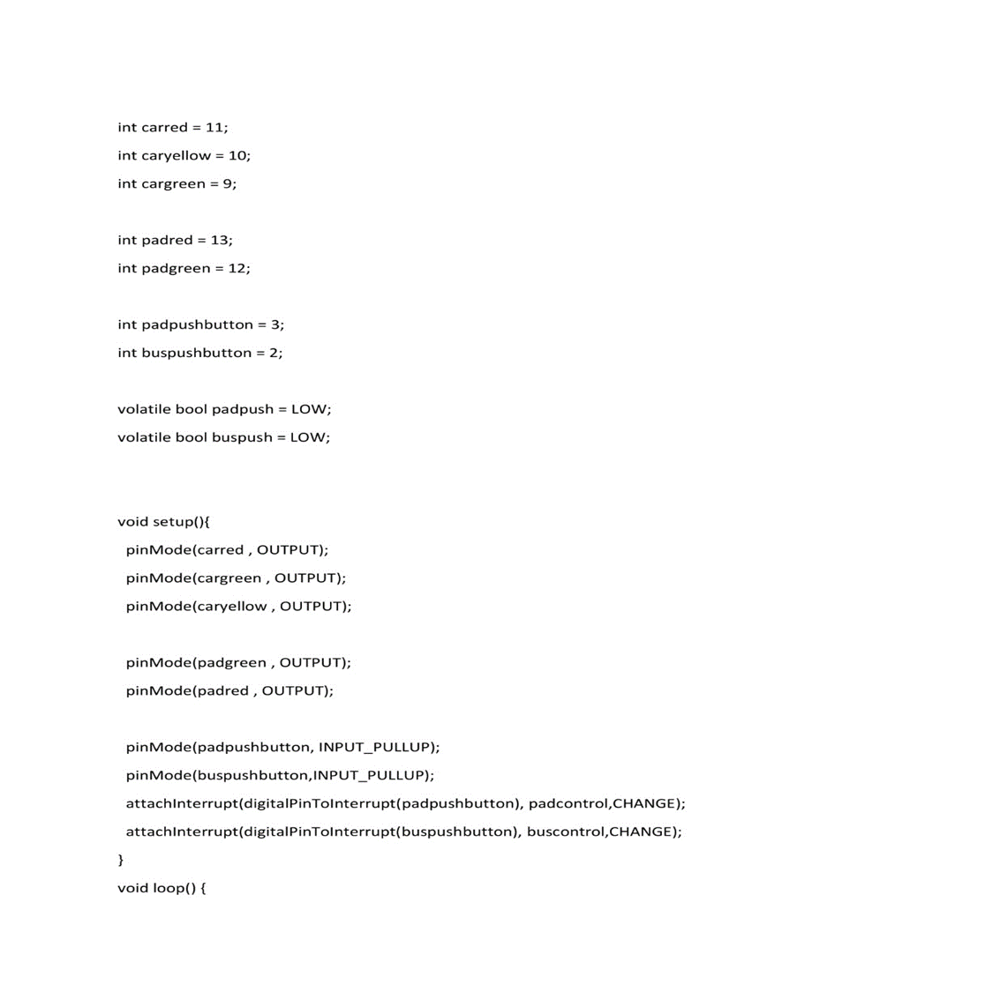 int carred = 11;
int caryellow = 10;
int cargreen = 9;
int padred = 13;
int padgreen = 12;
int padpushbutton = 3;
int buspushbutton = 2;
volatile bool padpush = LOW;
volatile bool buspush = LOW;
void setup(){
pinMode(carred , OUTPUT);
pinMode(cargreen , OUTPUT);
pinMode(caryellow , OUTPUT);
pinMode(padgreen , OUTPUT);
pinMode(padred , OUTPUT);
pinMode(padpushbutton, INPUT_PULLUP);
pinMode(buspushbutton,INPUT_PULLUP);
attachInterrupt(digitalPinToInterrupt(padpushbutton), padcontrol,CHANGE);
attachInterrupt(digitalPinToInterrupt(buspushbutton), buscontrol,CHANGE);
}
void loop() {